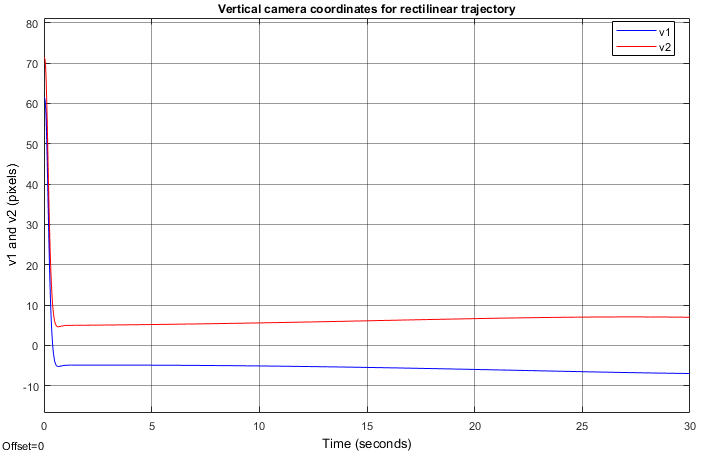 Vertical camera coordinates for rectilinear trajectory
v1
v2
v1 and v2 (pixels)
80
70
60
50
40
30
20
10
0
-10
0 5 10 15 20 25 30
Time (seconds)
Offset=0